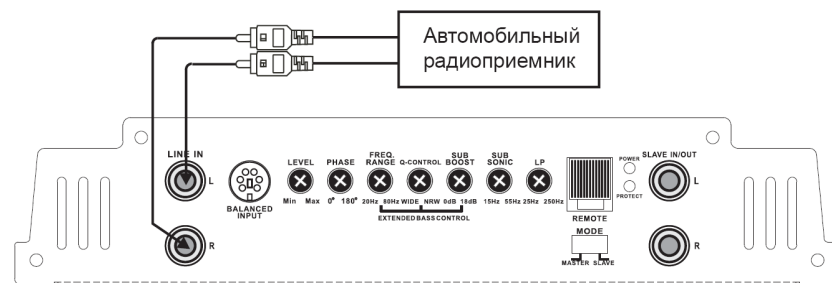 Автомобильный
радиоприемник
LINE IN
L
R
BALANCED
INPUT
LEVEL
Min Max
PHASE
0° 180°
FREQ.
RANGE
20Hz 80Hz
Q-CONTROL
WIDE NRW
SUB
BOOST
0dB 18dB
EXTENDED BASS CONTROL
SUB
SONIC
15Hz 55Hz
LP
25Hz 250Hz
REMOTE
MODE
MASTER SLAVE
POWER
PROTECT
SLAVE IN/OUT
L
R